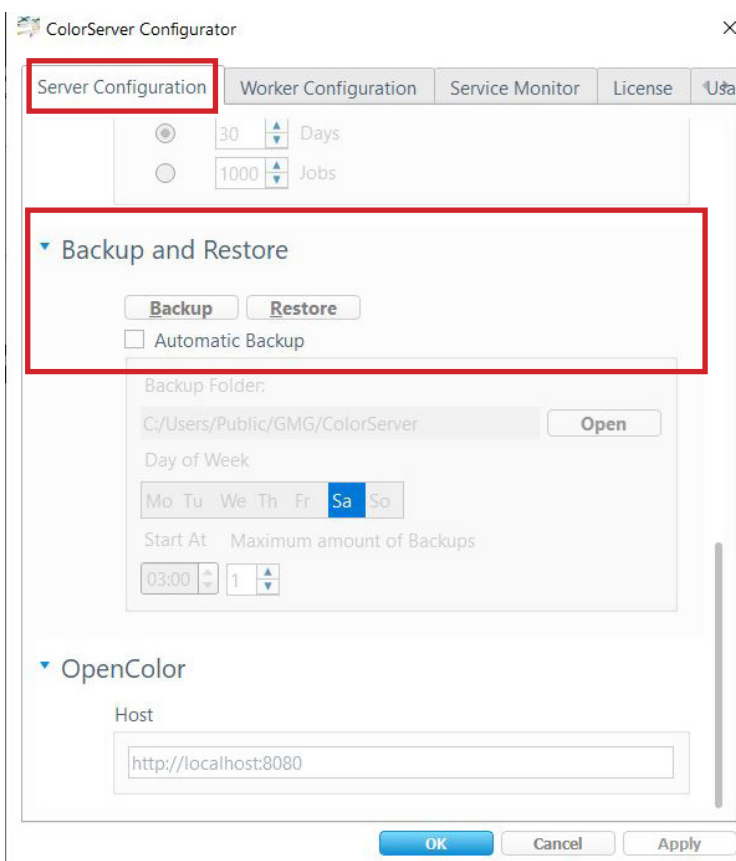 ColorServer Configurator
Server Configuration Worker Configuration Service Monitor License Usa
30 Days
1000 Jobs
Backup and Restore
Backup Restore
Automatic Backup
Backup Folder:
C:/Users/Public/GMG/ColorServer Open
Day of Week
Mo Tu We Th Fr Sa So
Start At Maximum amount of Backups
03:00 1
OpenColor
Host
http://localhost:8080
OK Cancel Apply